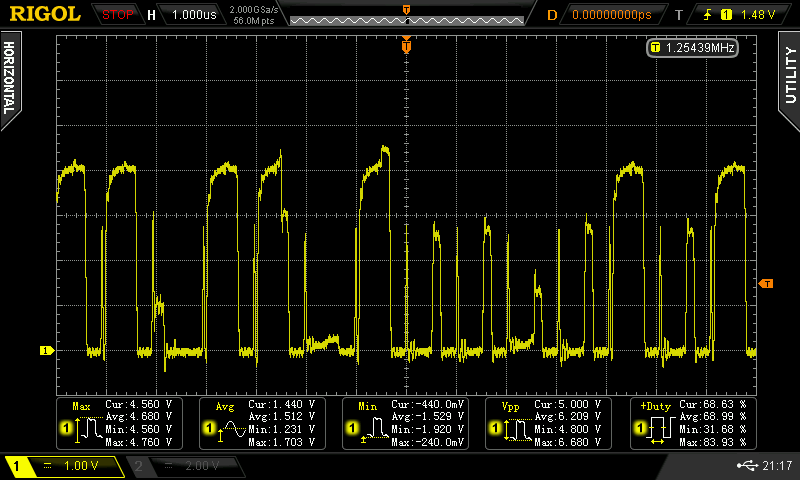 RIGOL STOP H 1.000us 2.000GSa/s 56.0M pts T D 0.00000000ps T 1 1.48 V
HORIZONTAL
UTILITY
T 1.25439MHz
T
T
1
Max Cur:4.560 V Avg:4.680 V Min:4.560 V Max:4.760 V
Avg Cur:1.440 V Avg:1.512 V Min:1.231 V Max:1.703 V
Min Cur:-440.0mV Avg:-1.529 V Min:-1.920 V Max:-240.0mV
Vpp Cur:5.000 V Avg:6.209 V Min:4.800 V Max:6.680 V
+Duty Cur:68.63 % Avg:68.99 % Min:31.68 % Max:83.93 %
1 1.00 V 2 2.00 V 21:17